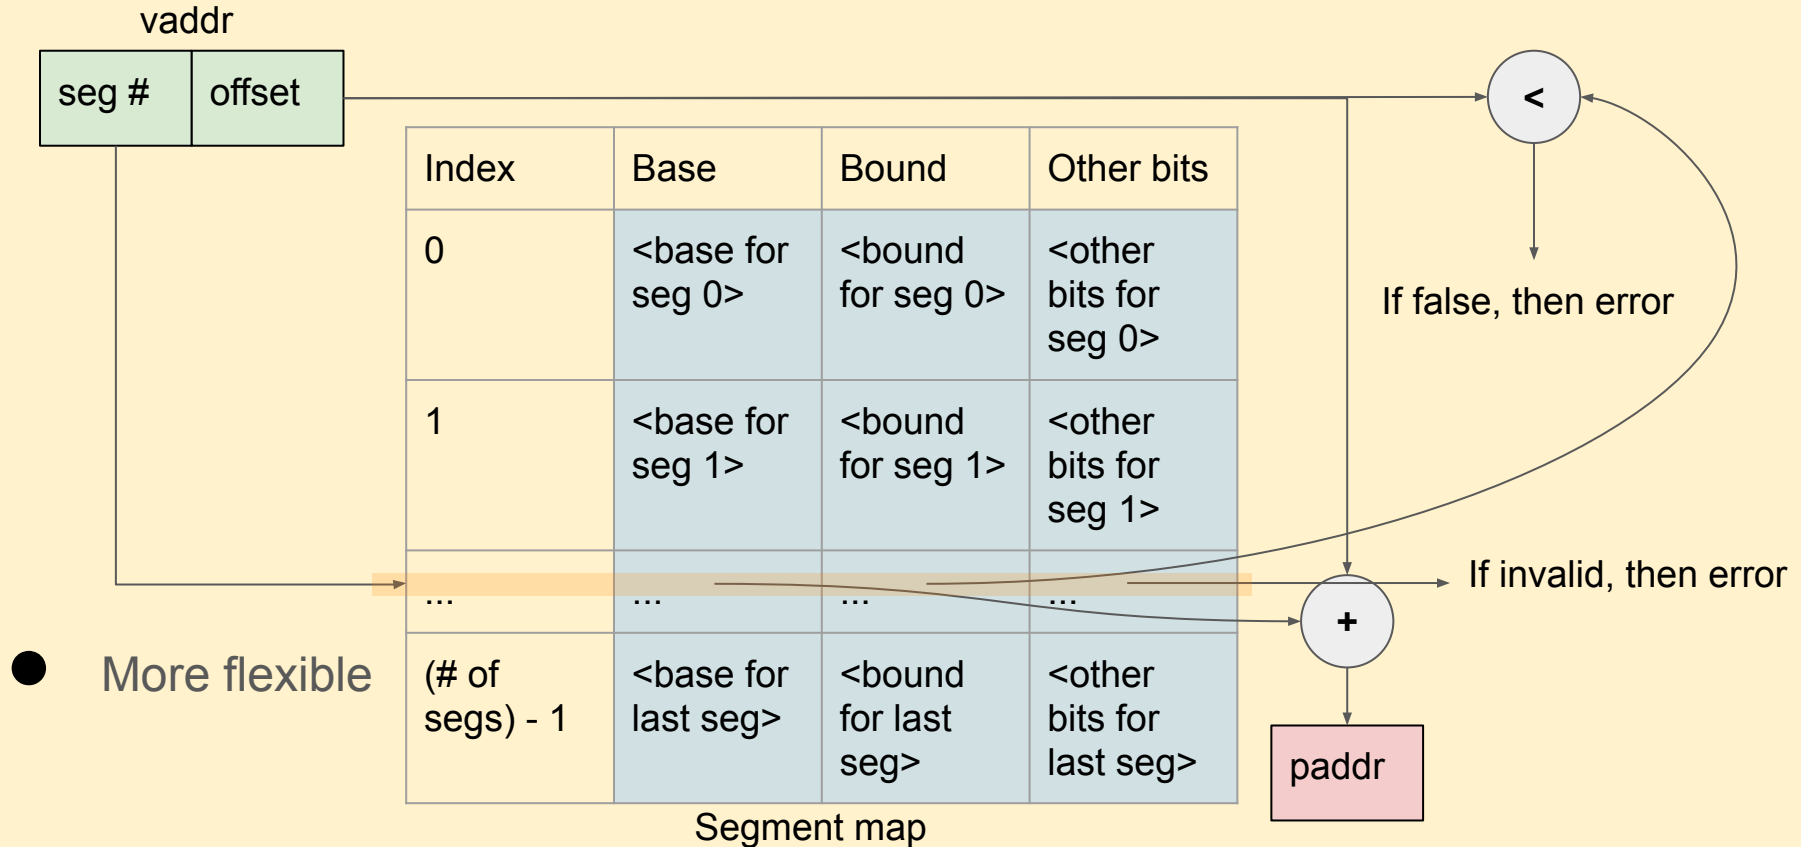 vaddr
seg #
offset
<
Index
Base
Bound
Other bits
0
<base for
seg 0>
<bound
for seg 0>
<other
bits for
seg 0>
If false, then error
1
<base for
seg 1>
<bound
for seg 1>
<other
bits for
seg 1>
...
...
...
...
If invalid, then error
+
● More flexible
(# of
segs) - 1
<base for
last seg>
<bound
for last
seg>
<other
bits for
last seg>
paddr
Segment map